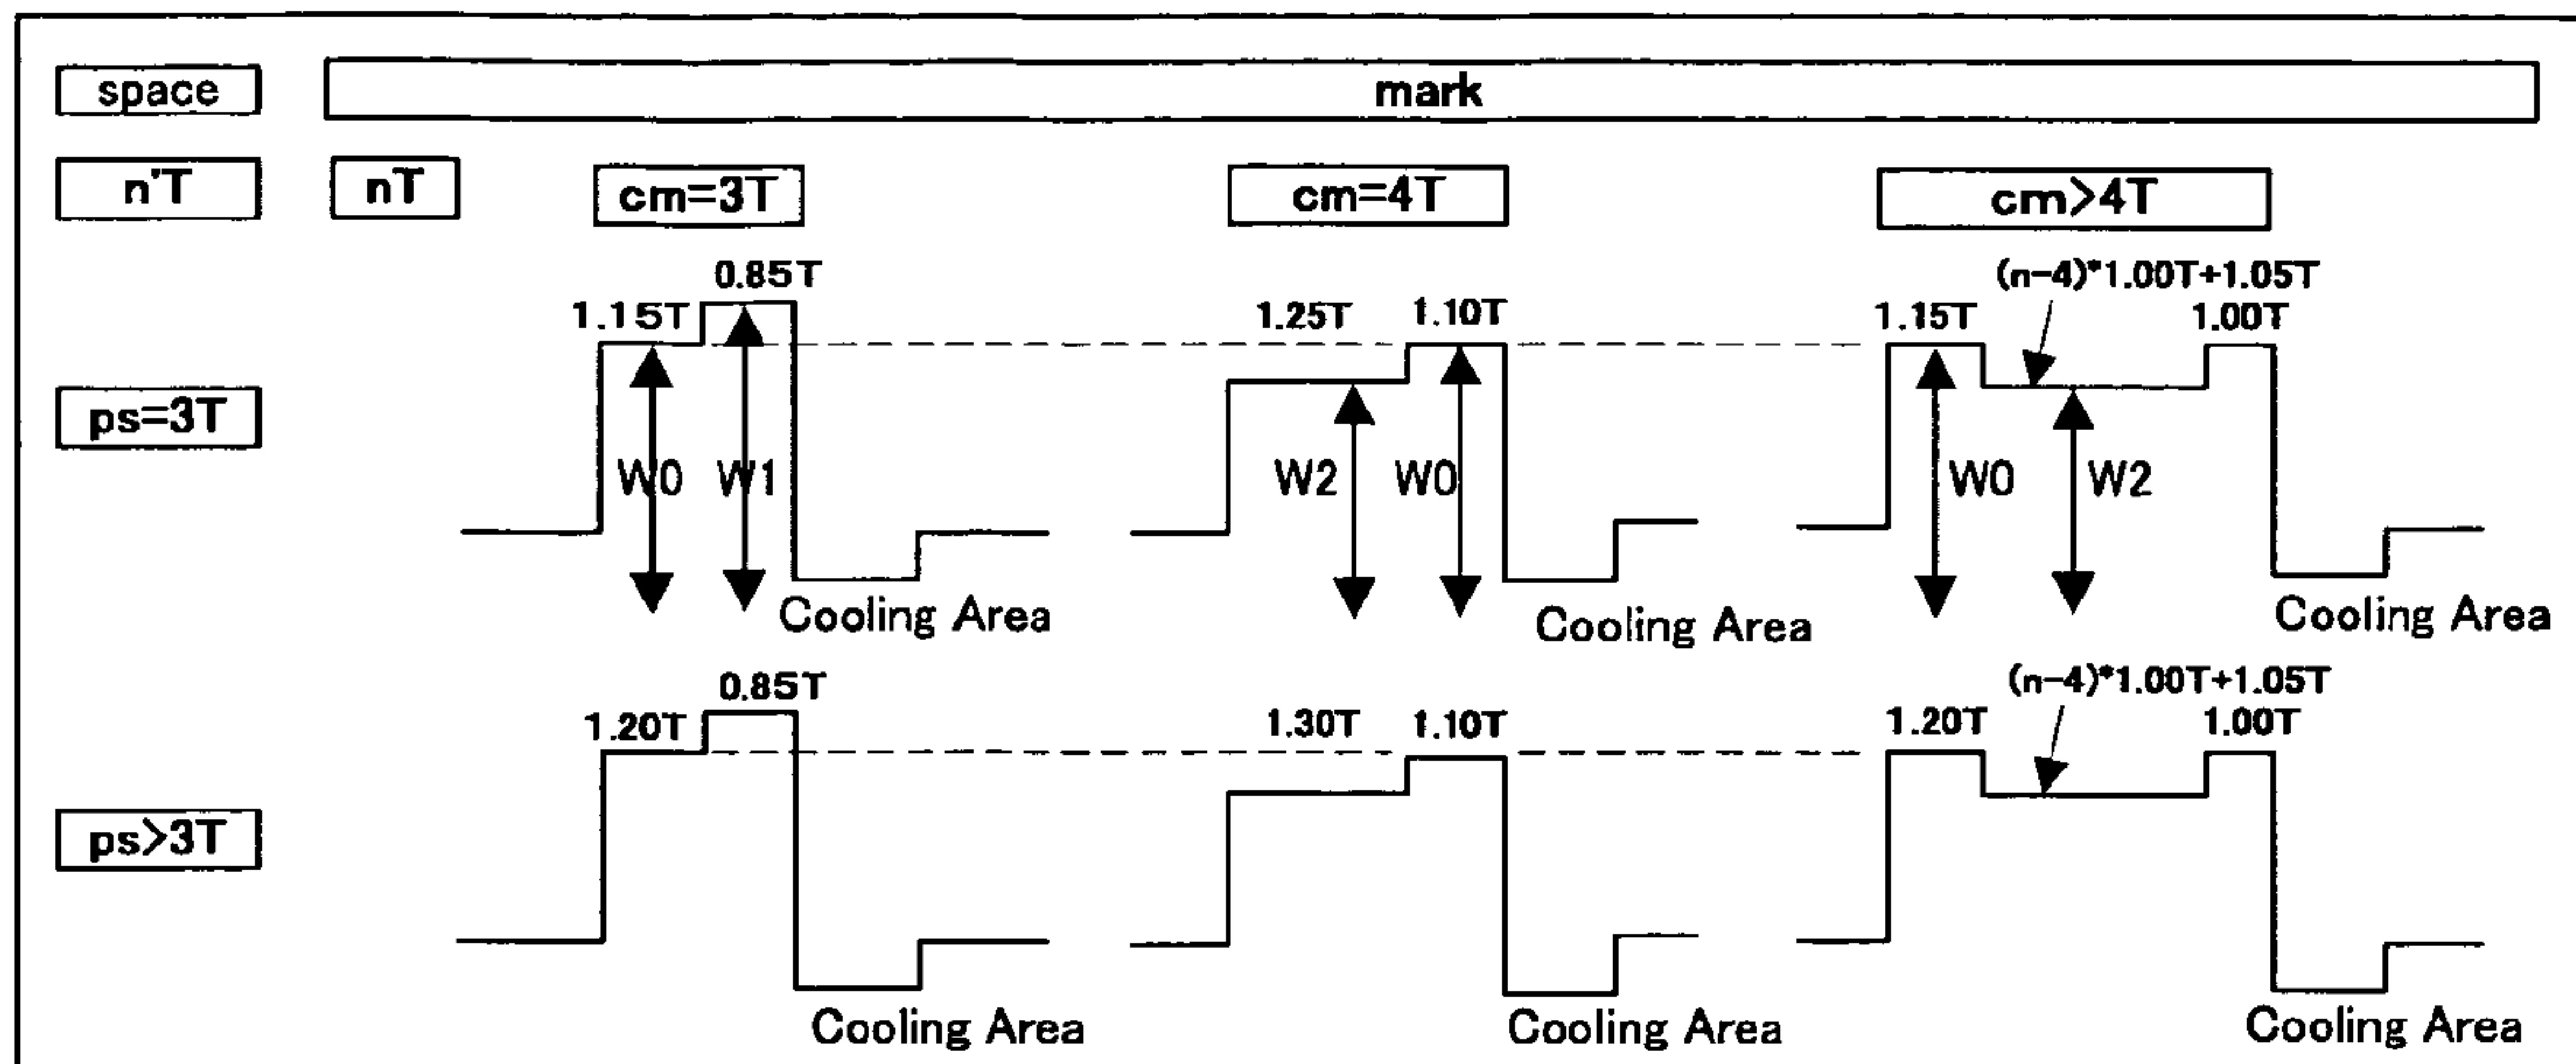 space
mark
n'T
nT
cm=3T
cm=4T
cm>4T
0.85T
(n-4)*1.00T+1.05T
1.15T
1.25T
1.10T
1.15T
1.00T
ps=3T
W0
W1
W2
W0
W0
W2
Cooling Area
Cooling Area
Cooling Area
0.85T
(n-4)*1.00T+1.05T
1.20T
1.30T
1.10T
1.20T
1.00T
ps>3T
Cooling Area
Cooling Area
Cooling Area